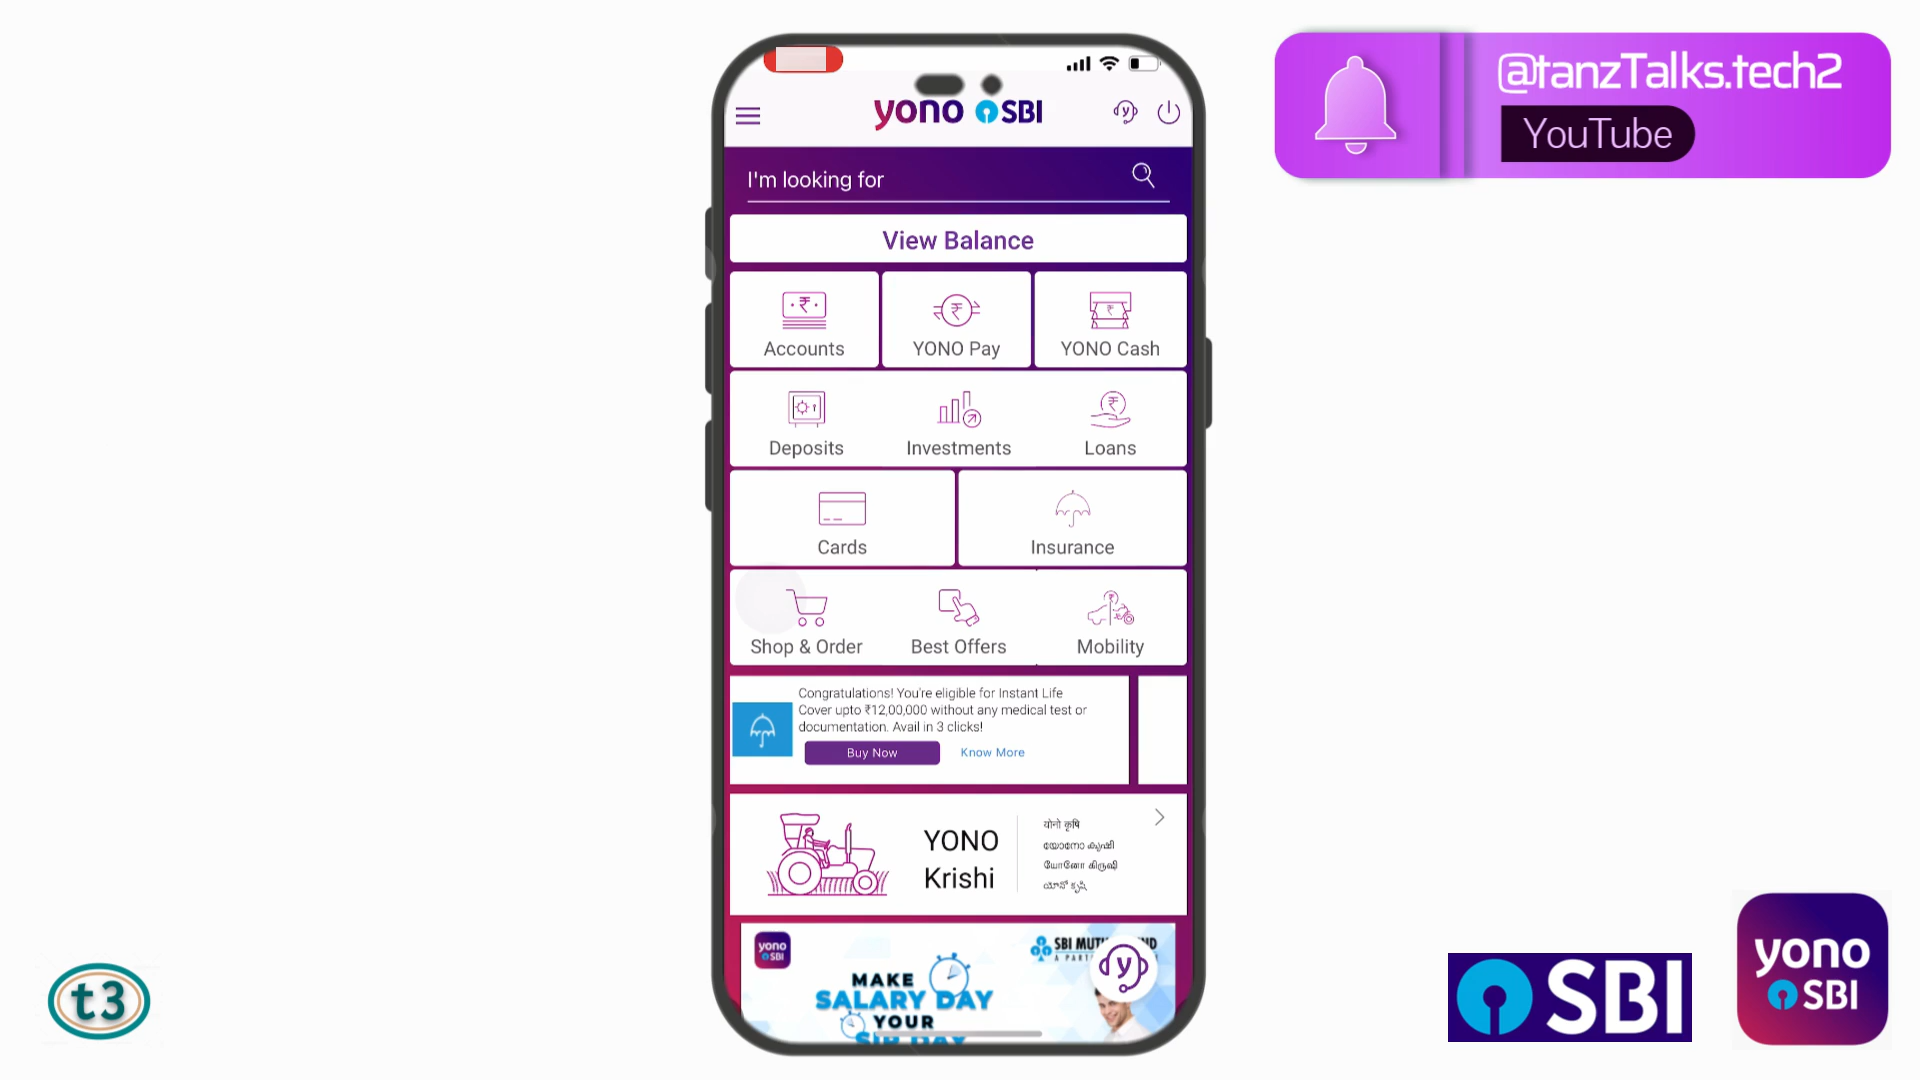 @tanzTalks.tech2
YouTube
yono SBI
y
I'm looking for
View Balance
Accounts
YONO Pay
YONO Cash
Deposits
Investments
Loans
Cards
Insurance
Shop & Order
Best Offers
Mobility
Congratulations! You're eligible for Instant Life
Cover upto ₹12,00,000 without any medical test or
documentation. Avail in 3 clicks!
Buy Now
Know More
YONO
Krishi
योनो कृषि
യോനോ കൃഷി
யோனோ கிருஷி
యోనో కృషి
yono
SBI
SBI
MAKE
SALARY DAY
YOUR
SIP DAY
y
t3
SBI
yono
SBI